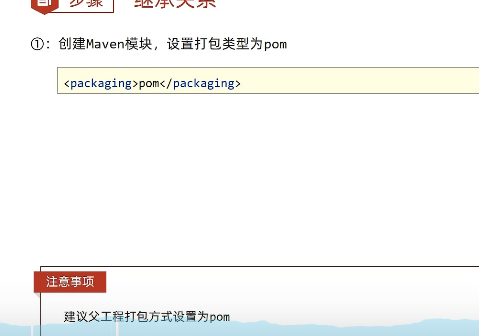 步骤 继承关系
①: 创建Maven模块，设置打包类型为pom
<packaging>pom</packaging>
注意事项
建议父工程打包方式设置为pom